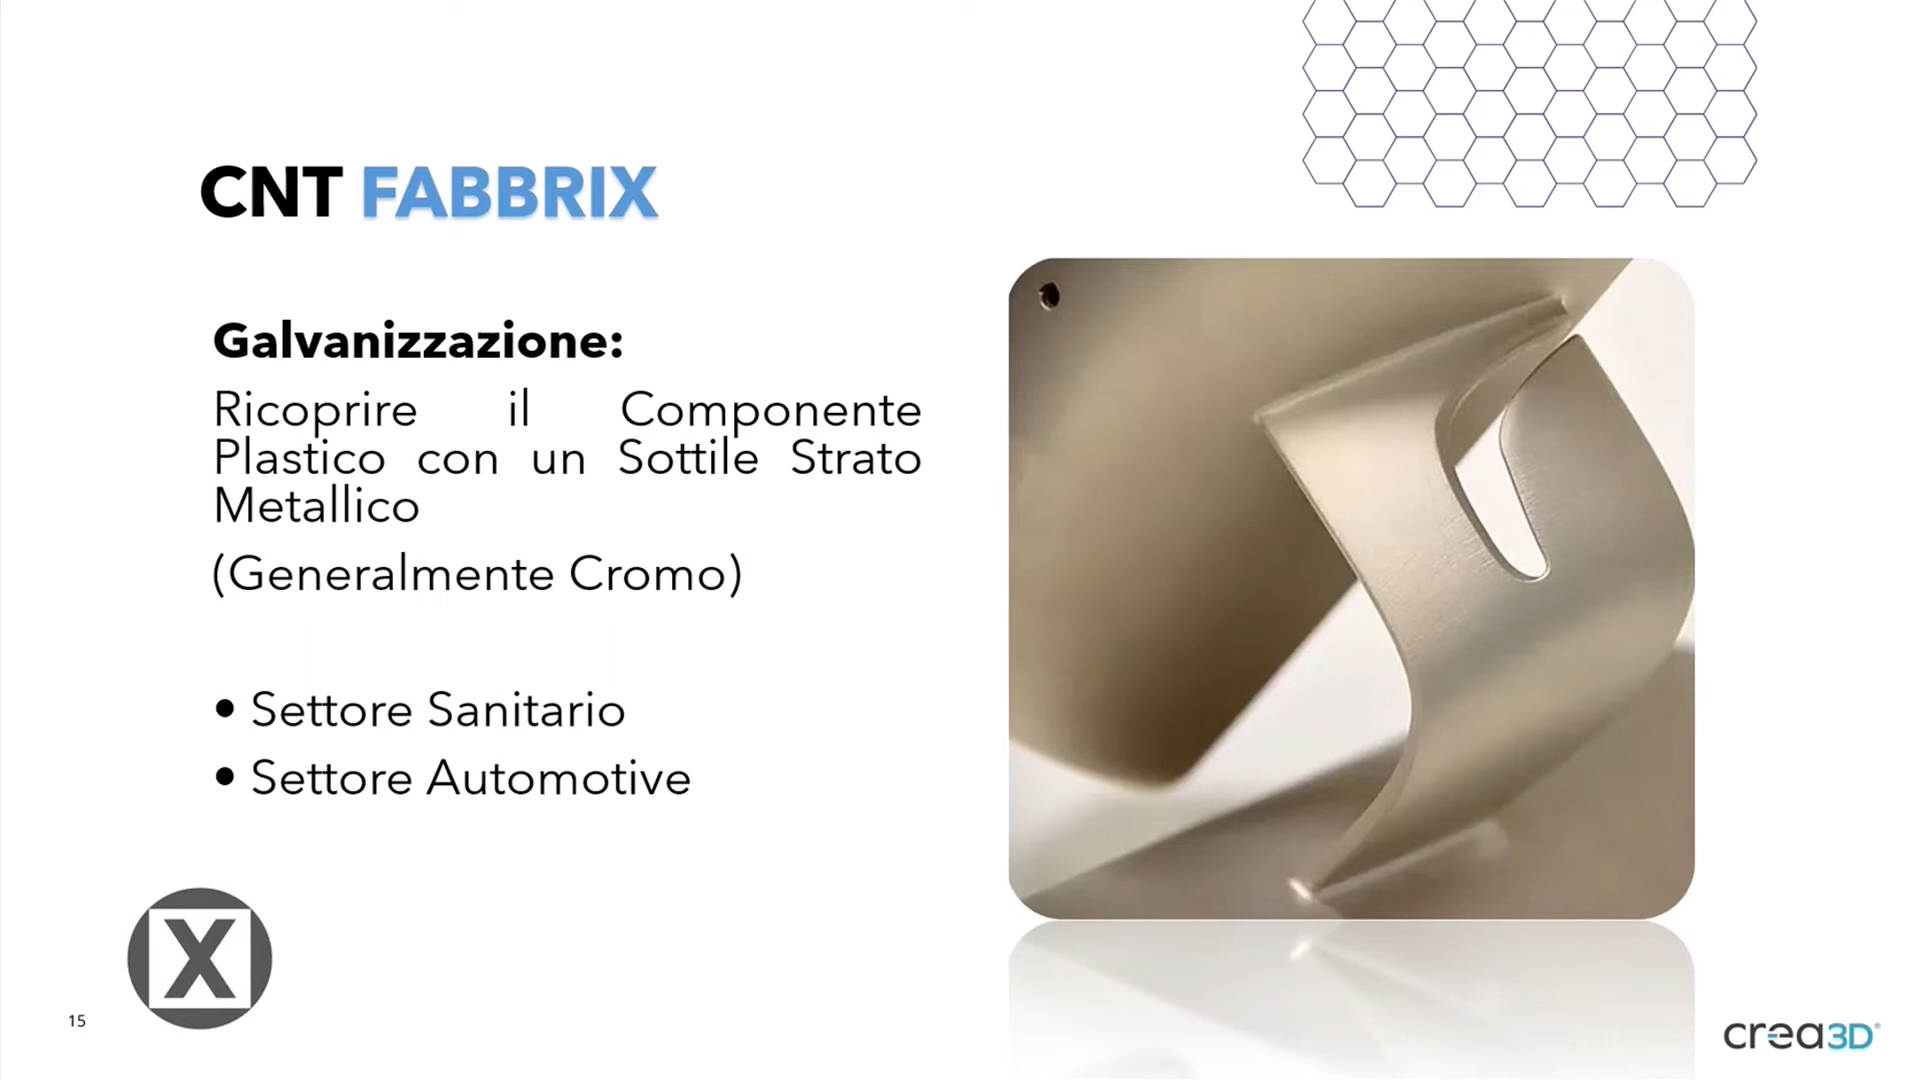 CNT FABBRIX
Galvanizzazione:
Ricoprire il Componente
Plastico con un Sottile Strato
Metallico
(Generalmente Cromo)
• Settore Sanitario
• Settore Automotive
X
15
crea3D®